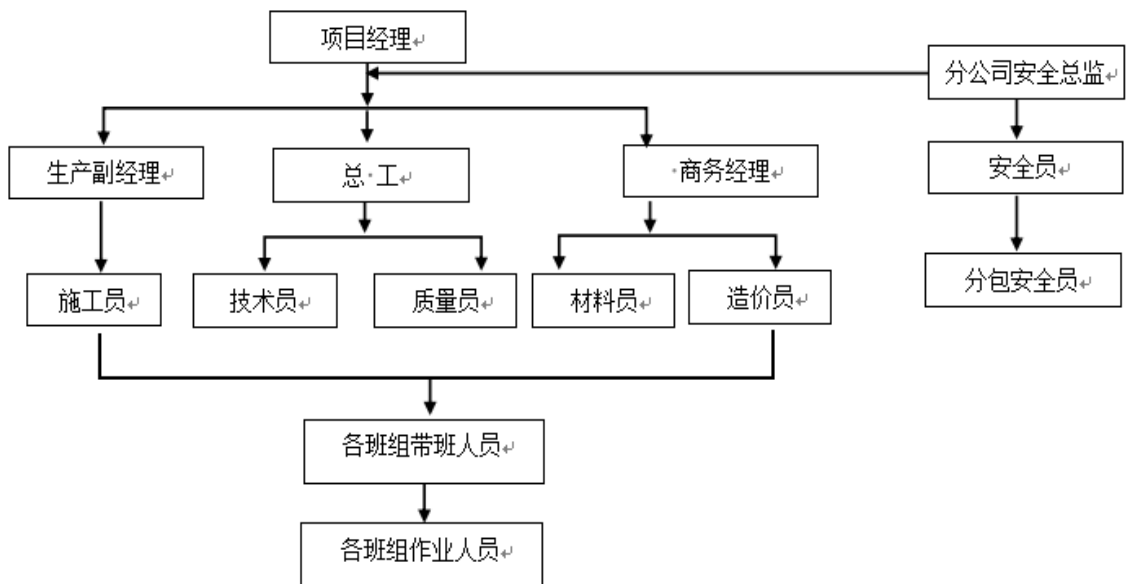 项目经理
分公司安全总监
生产副经理
总·工
·商务经理
安全员
施工员
技术员
质量员
材料员
造价员
分包安全员
各班组带班人员
各班组作业人员